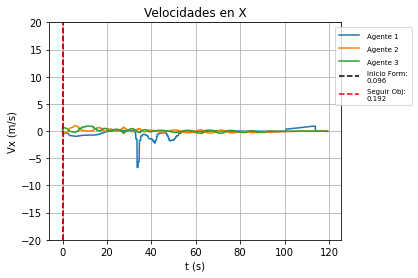 Velocidades en X
Vx (m/s)
20
15
10
5
0
−5
−10
−15
−20
0
20
40
60
80
100
120
t (s)
Agente 1
Agente 2
Agente 3
Inicio Form:
0.096
Seguir Obj:
0.192